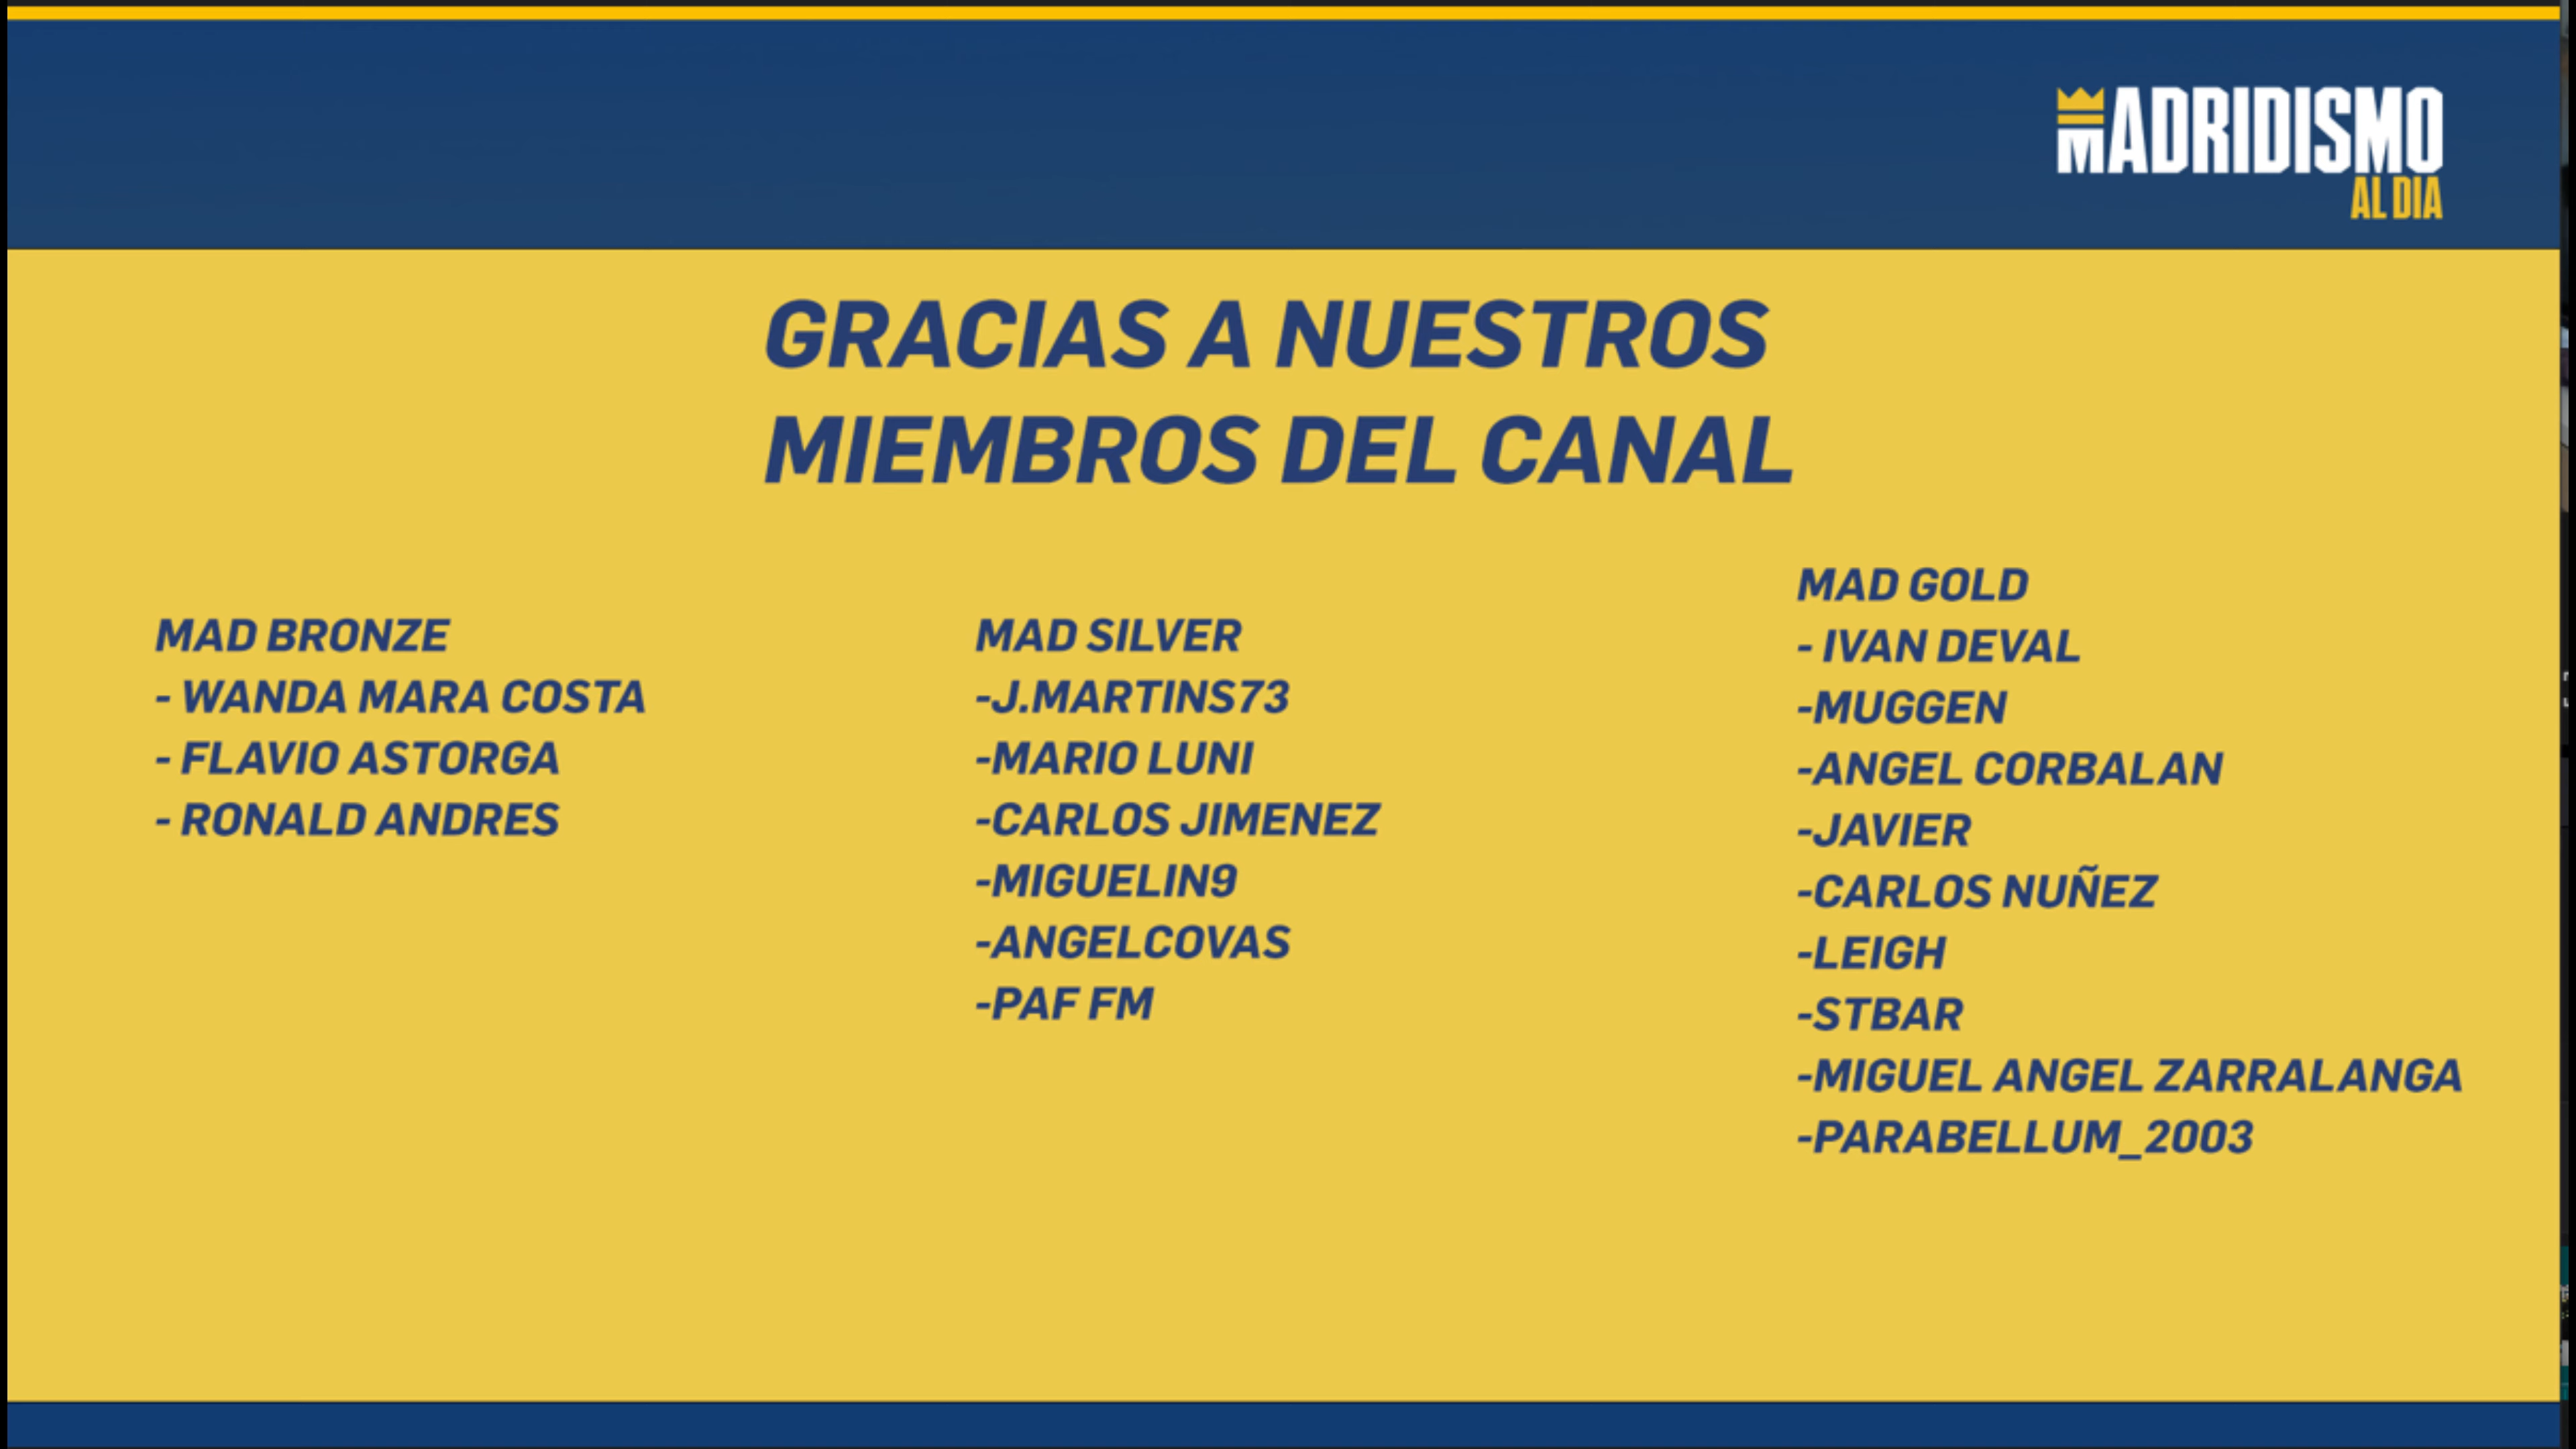 MADRIDISMO
AL DIA
GRACIAS A NUESTROS
MIEMBROS DEL CANAL
MAD BRONZE
- WANDA MARA COSTA
- FLAVIO ASTORGA
- RONALD ANDRES
MAD SILVER
-J.MARTINS73
-MARIO LUNI
-CARLOS JIMENEZ
-MIGUELIN9
-ANGELCOVAS
-PAF FM
MAD GOLD
- IVAN DEVAL
-MUGGEN
-ANGEL CORBALAN
-JAVIER
-CARLOS NUÑEZ
-LEIGH
-STBAR
-MIGUEL ANGEL ZARRALANGA
-PARABELLUM_2003